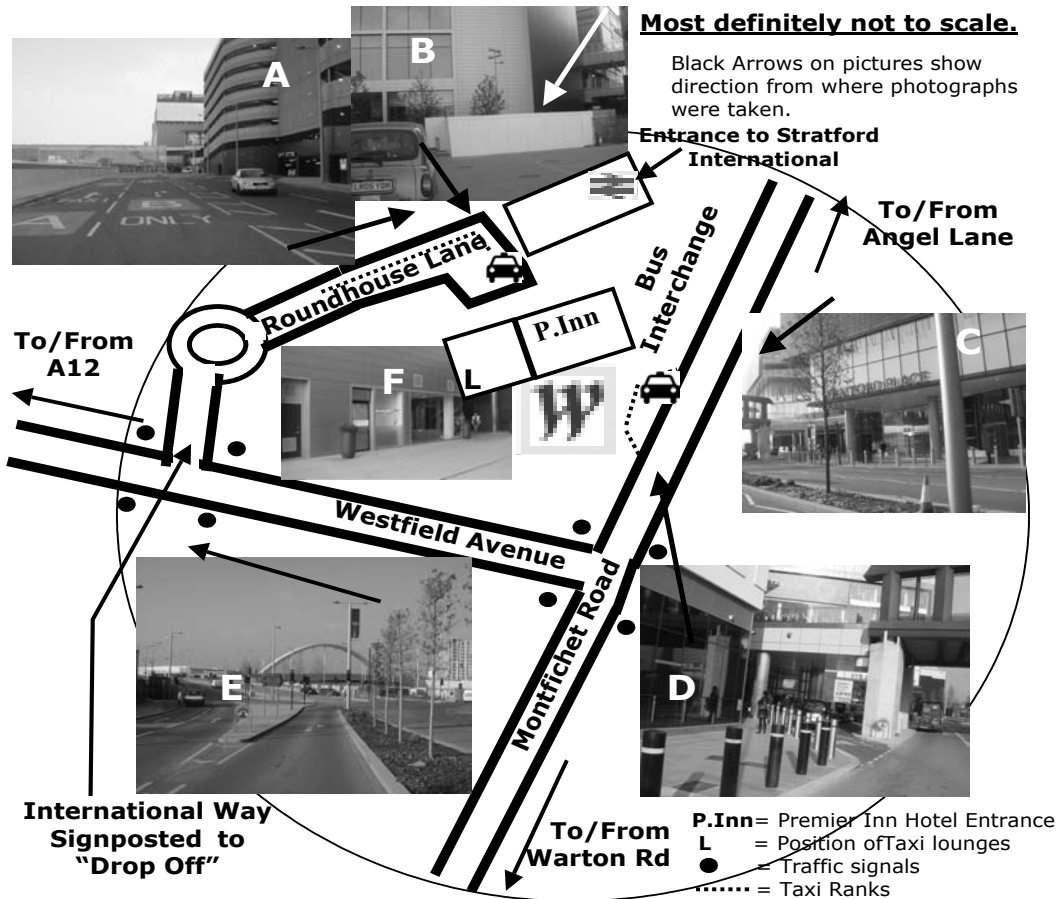 Most definitely not to scale.
Black Arrows on pictures show
direction from where photographs
were taken.
Entrance to Stratford
International
A
B
A
B
ONLY
LR05YDH
To/From
Angel Lane
Roundhouse Lane
Bus
Interchange
P.Inn
L
To/From
A12
F
C
W
Westfield Avenue
Montfichet Road
E
D
International Way
Signposted to
“Drop Off”
To/From
Warton Rd
P.Inn= Premier Inn Hotel Entrance
L = Position ofTaxi lounges
= Traffic signals
= Taxi Ranks